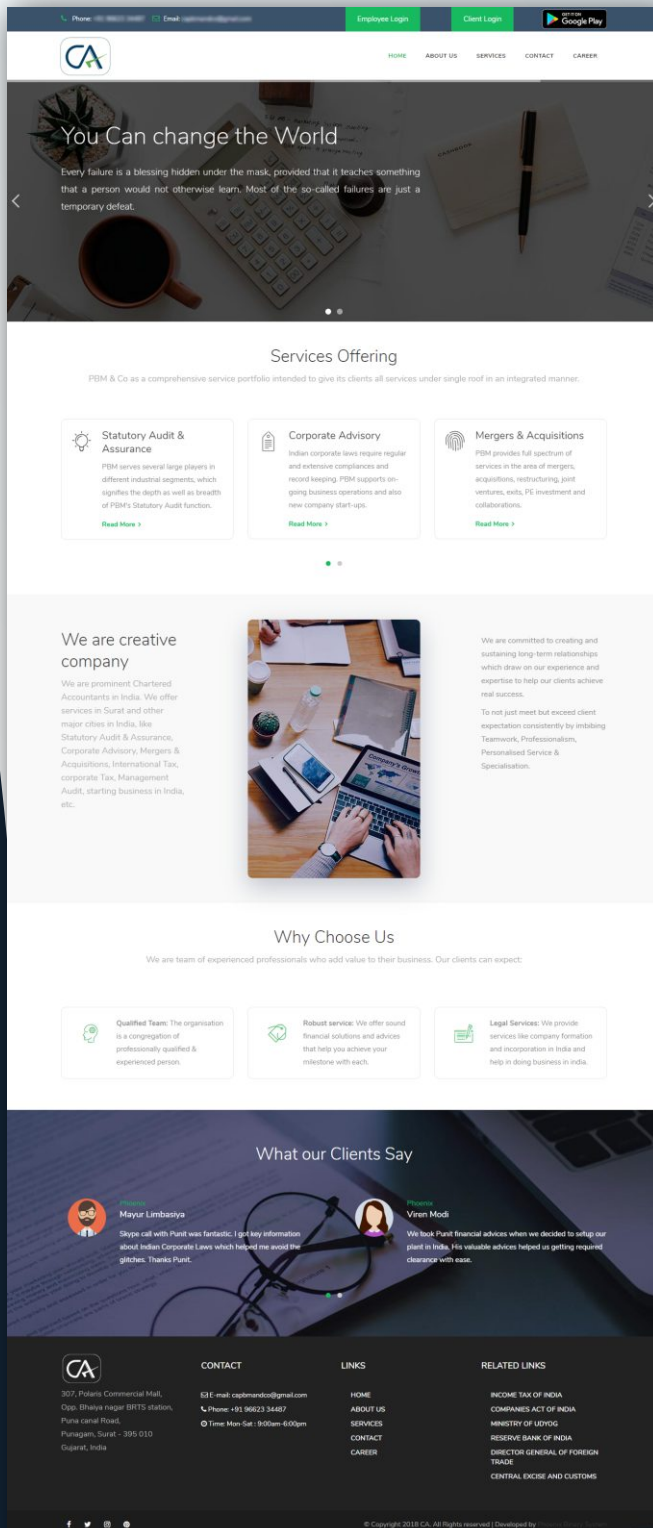 Phone: Email:
Employee Login
Client Login
GET IT ON
Google Play
CA
HOME ABOUT US SERVICES CONTACT CAREER
You Can change the World
Every failure is a blessing hidden under the mask, provided that it teaches something
that a person would not otherwise learn. Most of the so-called failures are just a
temporary defeat.
Services Offering
PBM & Co as a comprehensive service portfolio intended to give its clients all services under single roof in an integrated manner.
Statutory Audit &
Assurance
PBM serves several large players in
different industrial segments, which
signifies the depth as well as breadth
of PBM's Statutory Audit function.
Read More >
Corporate Advisory
Indian corporate laws require regular
and extensive compliances and
record keeping. PBM supports on-
going business operations and also
new company start-ups.
Read More >
Mergers & Acquisitions
PBM provides full spectrum of
services in the area of mergers,
acquisitions, restructuring, joint
ventures, exits, PE investment and
collaborations.
Read More >
We are creative
company
We are prominent Chartered
Accountants in India. We offer
services in Surat and other
major cities in India, like
Statutory Audit & Assurance,
Corporate Advisory, Mergers &
Acquisitions, International Tax,
corporate Tax, Management
Audit, starting business in India,
etc.
Company's Grow
We are committed to creating and
sustaining long-term relationships
which draw on our experience and
expertise to help our clients achieve
real success.
To not just meet but exceed client
expectation consistently by imbibing
Teamwork, Professionalism,
Personalised Service &
Specialisation.
Why Choose Us
We are team of experienced professionals who add value to their business. Our clients can expect:
Qualified Team: The organisation
is a congregation of
professionally qualified &
experienced person.
Robust service: We offer sound
financial solutions and advices
that help you achieve your
milestone with each.
Legal Services: We provide
services like company formation
and incorporation in India and
help in doing business in india.
What our Clients Say
Phoenix
Mayur Limbasiya
Skype call with Punit was fantastic. I got key information
about Indian Corporate Laws which helped me avoid the
glitches. Thanks Punit.
Phoenix
Viren Modi
We took Punit financial advices when we decided to setup our
plant in India. His valuable advices helped us getting required
clearance with ease.
CA
307, Polaris Commercial Mall,
Opp. Bhaiya nagar BRTS station,
Puna canal Road,
Punagam, Surat - 395 010
Gujarat, India
CONTACT
E-mail: capbmandco@gmail.com
Phone: +91 96623 34487
Time: Mon-Sat : 9:00am-6:00pm
LINKS
HOME
ABOUT US
SERVICES
CONTACT
CAREER
RELATED LINKS
INCOME TAX OF INDIA
COMPANIES ACT OF INDIA
MINISTRY OF UDYOG
RESERVE BANK OF INDIA
DIRECTOR GENERAL OF FOREIGN
TRADE
CENTRAL EXCISE AND CUSTOMS
© Copyright 2018 CA. All Rights reserved | Developed by